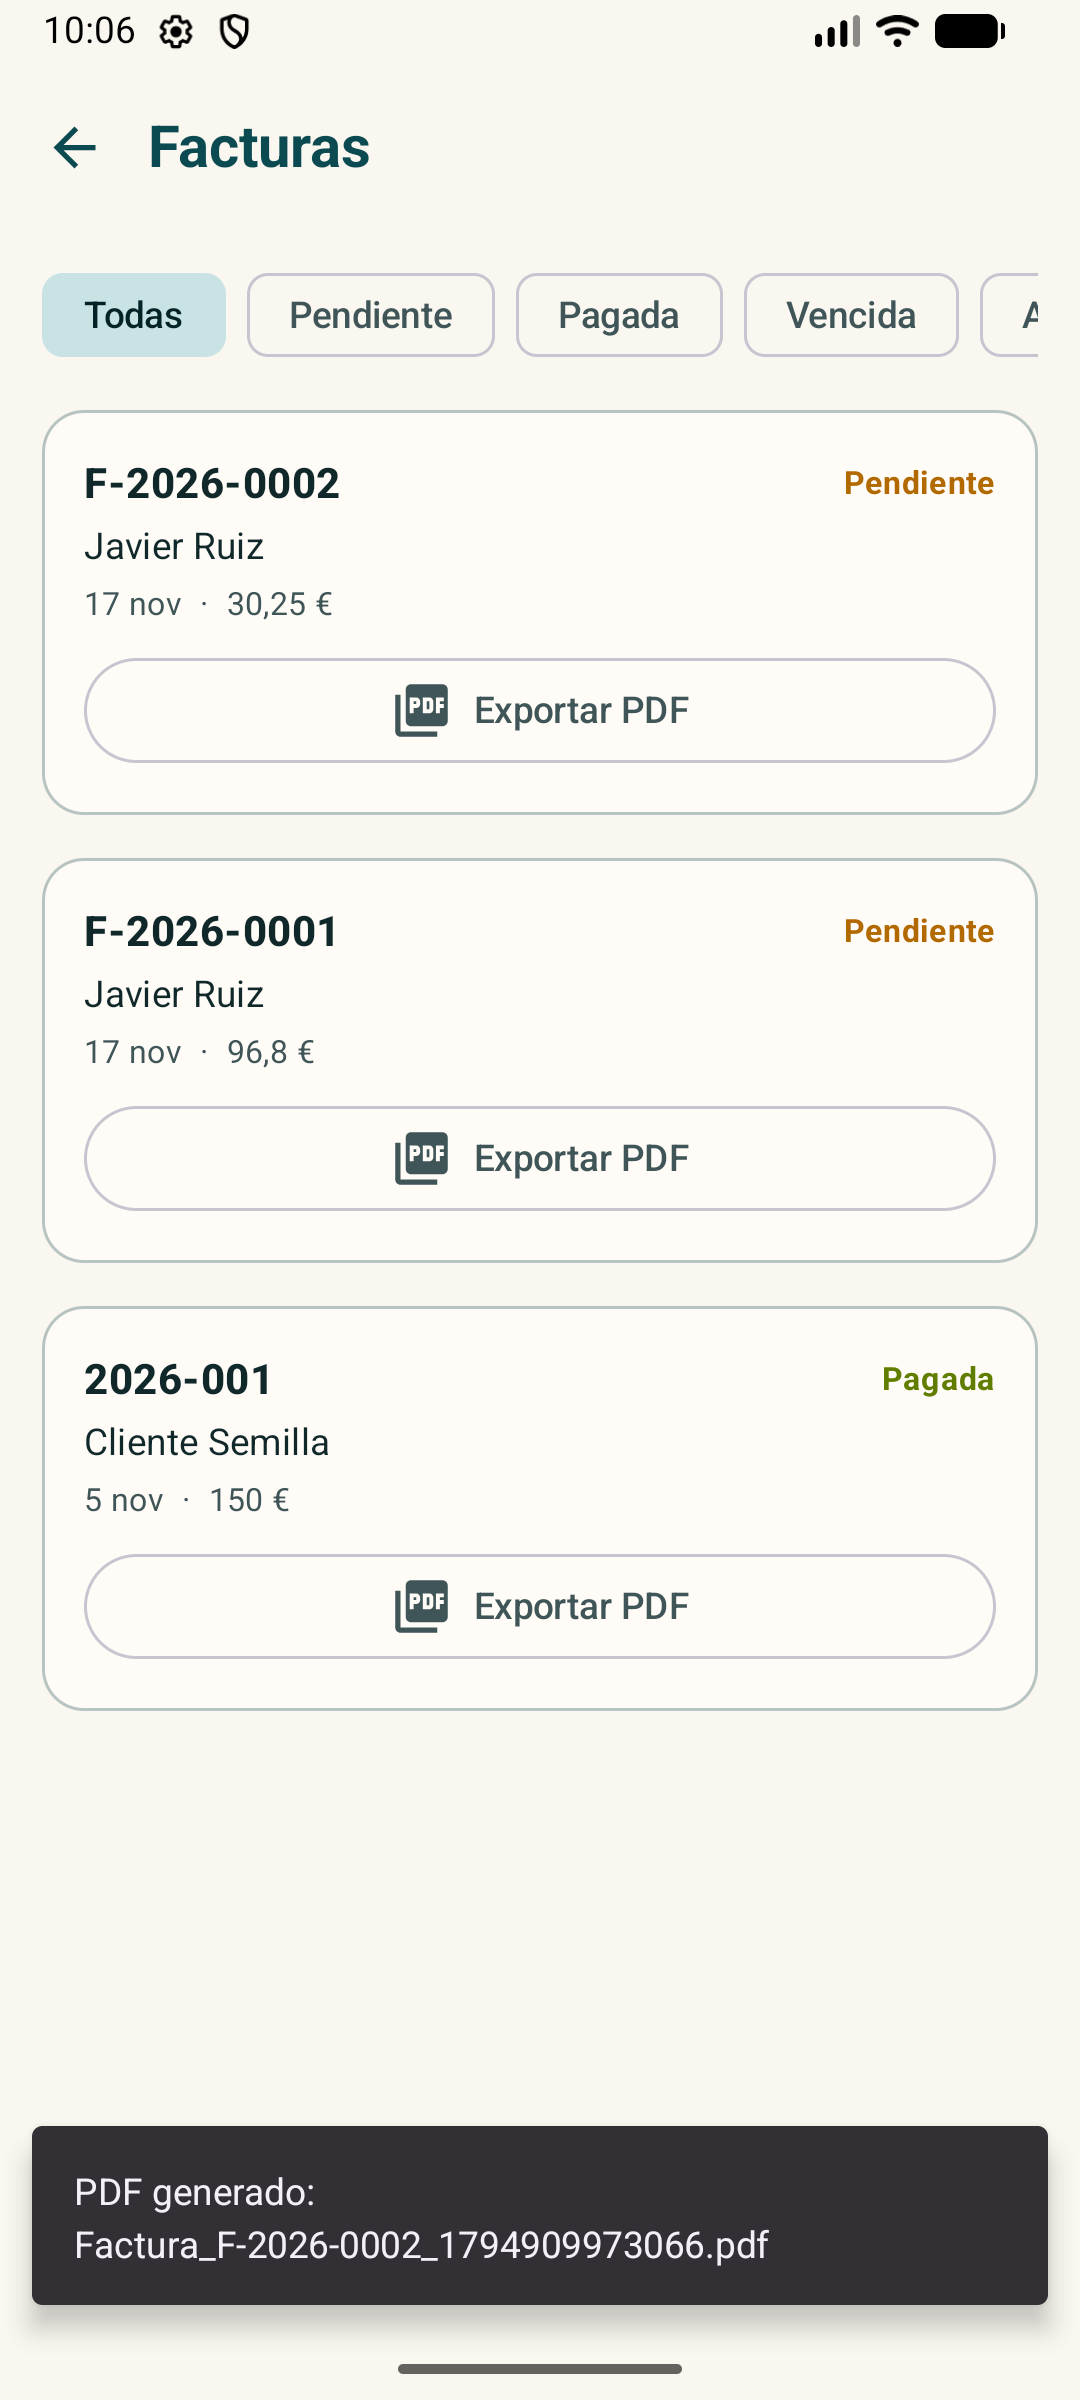 10:06
Facturas
Todas
Pendiente
Pagada
Vencida
F-2026-0002
Pendiente
Javier Ruiz
17 nov · 30,25 €
PDF Exportar PDF
F-2026-0001
Pendiente
Javier Ruiz
17 nov · 96,8 €
PDF Exportar PDF
2026-001
Pagada
Cliente Semilla
5 nov · 150 €
PDF Exportar PDF
PDF generado:
Factura_F-2026-0002_1794909973066.pdf